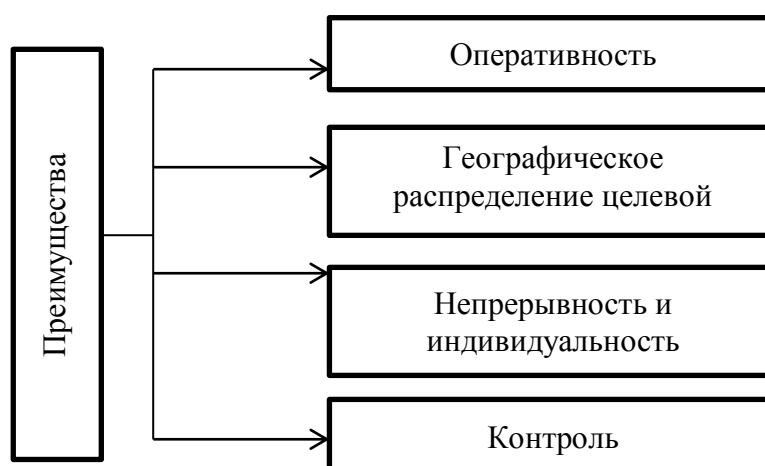 Преимущества
Оперативность
Географическое
распределение целевой
Непрерывность и
индивидуальность
Контроль